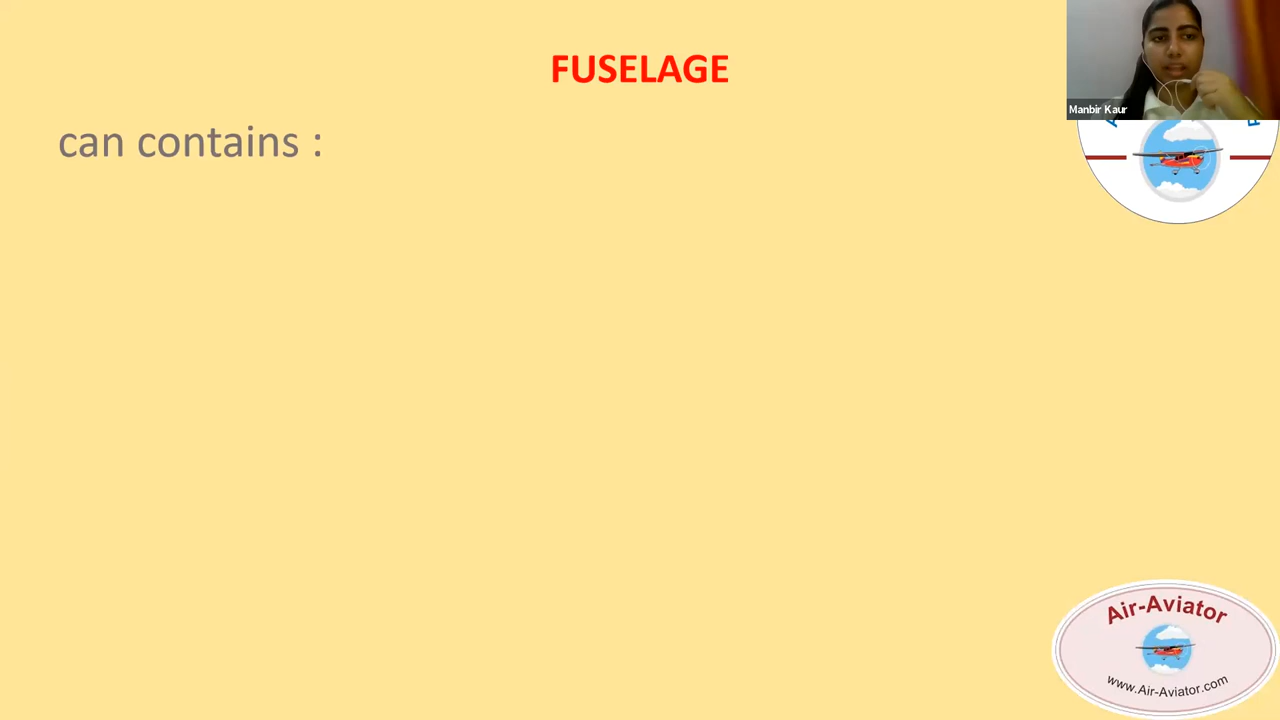 FUSELAGE
can contains :
Manbir Kaur
Air-Aviator
www.Air-Aviator.com